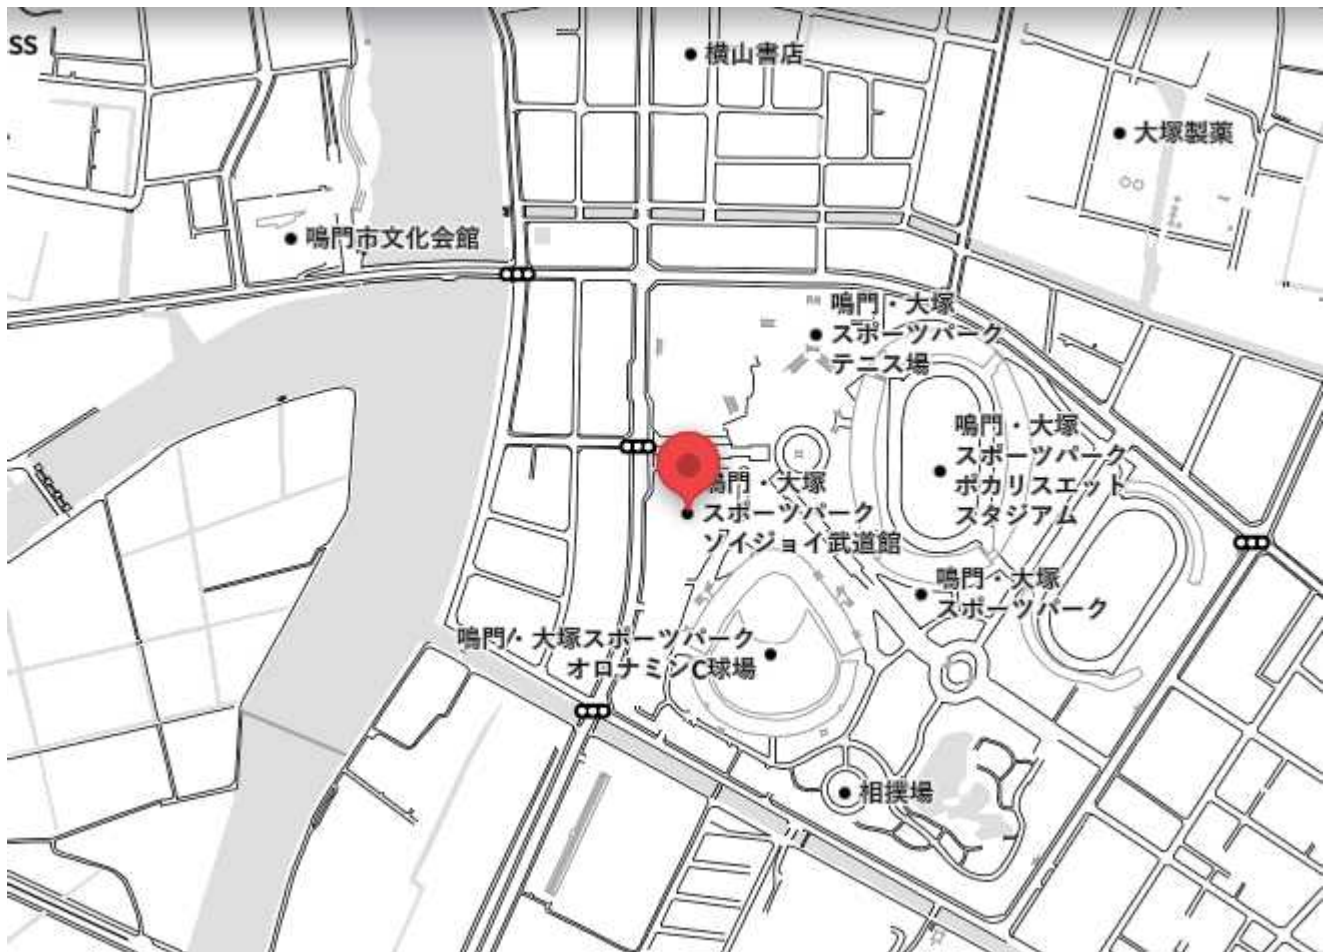 ss
横山書店
大塚製薬
鳴門市文化会館
鳴門・大塚
スポーツパーク
テニス場
鳴門・大塚
スポーツパーク
ポカリスエット
スタジアム
鳴門・大塚
スポーツパーク
ソイジョイ武道館
鳴門・大塚
スポーツパーク
鳴門・大塚スポーツパーク
オロナミンC球場
相撲場